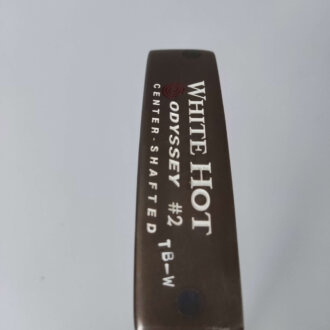 WHITE HOT
ODYSSEY #2
CENTER-SHAFTED TB-W